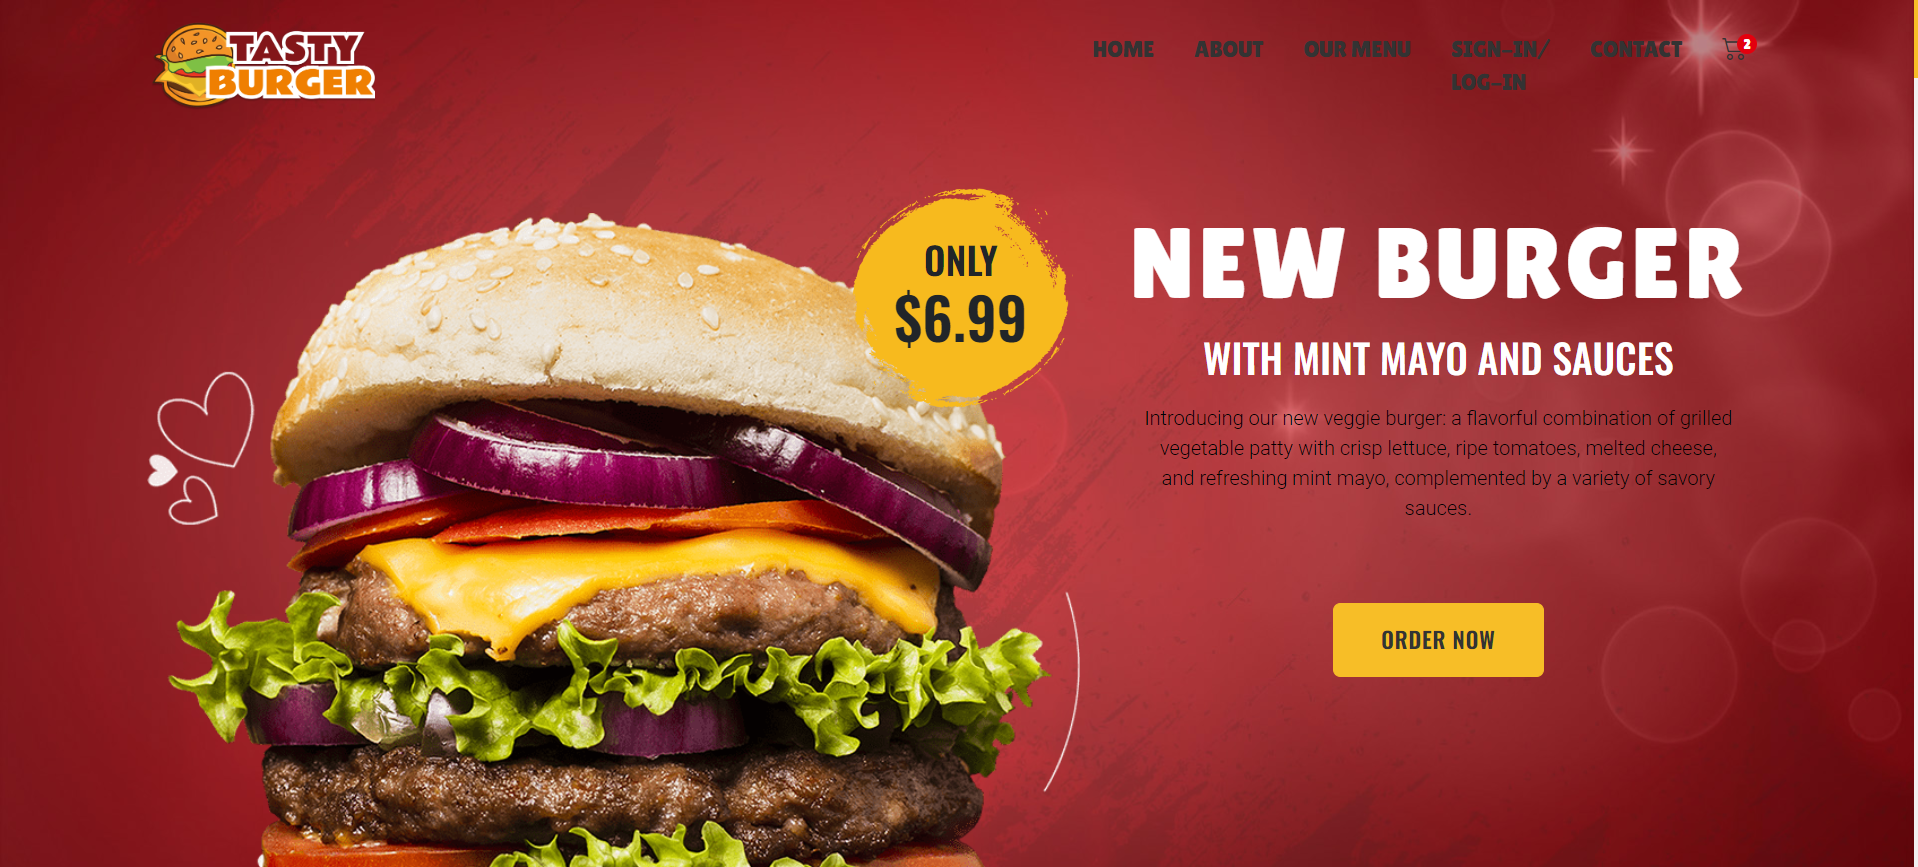 TASTY
BURGER
HOME ABOUT OUR MENU SIGN-IN/ CONTACT 2
LOG-IN
ONLY
$6.99
NEW BURGER
WITH MINT MAYO AND SAUCES
Introducing our new veggie burger: a flavorful combination of grilled
vegetable patty with crisp lettuce, ripe tomatoes, melted cheese,
and refreshing mint mayo, complemented by a variety of savory
sauces.
ORDER NOW